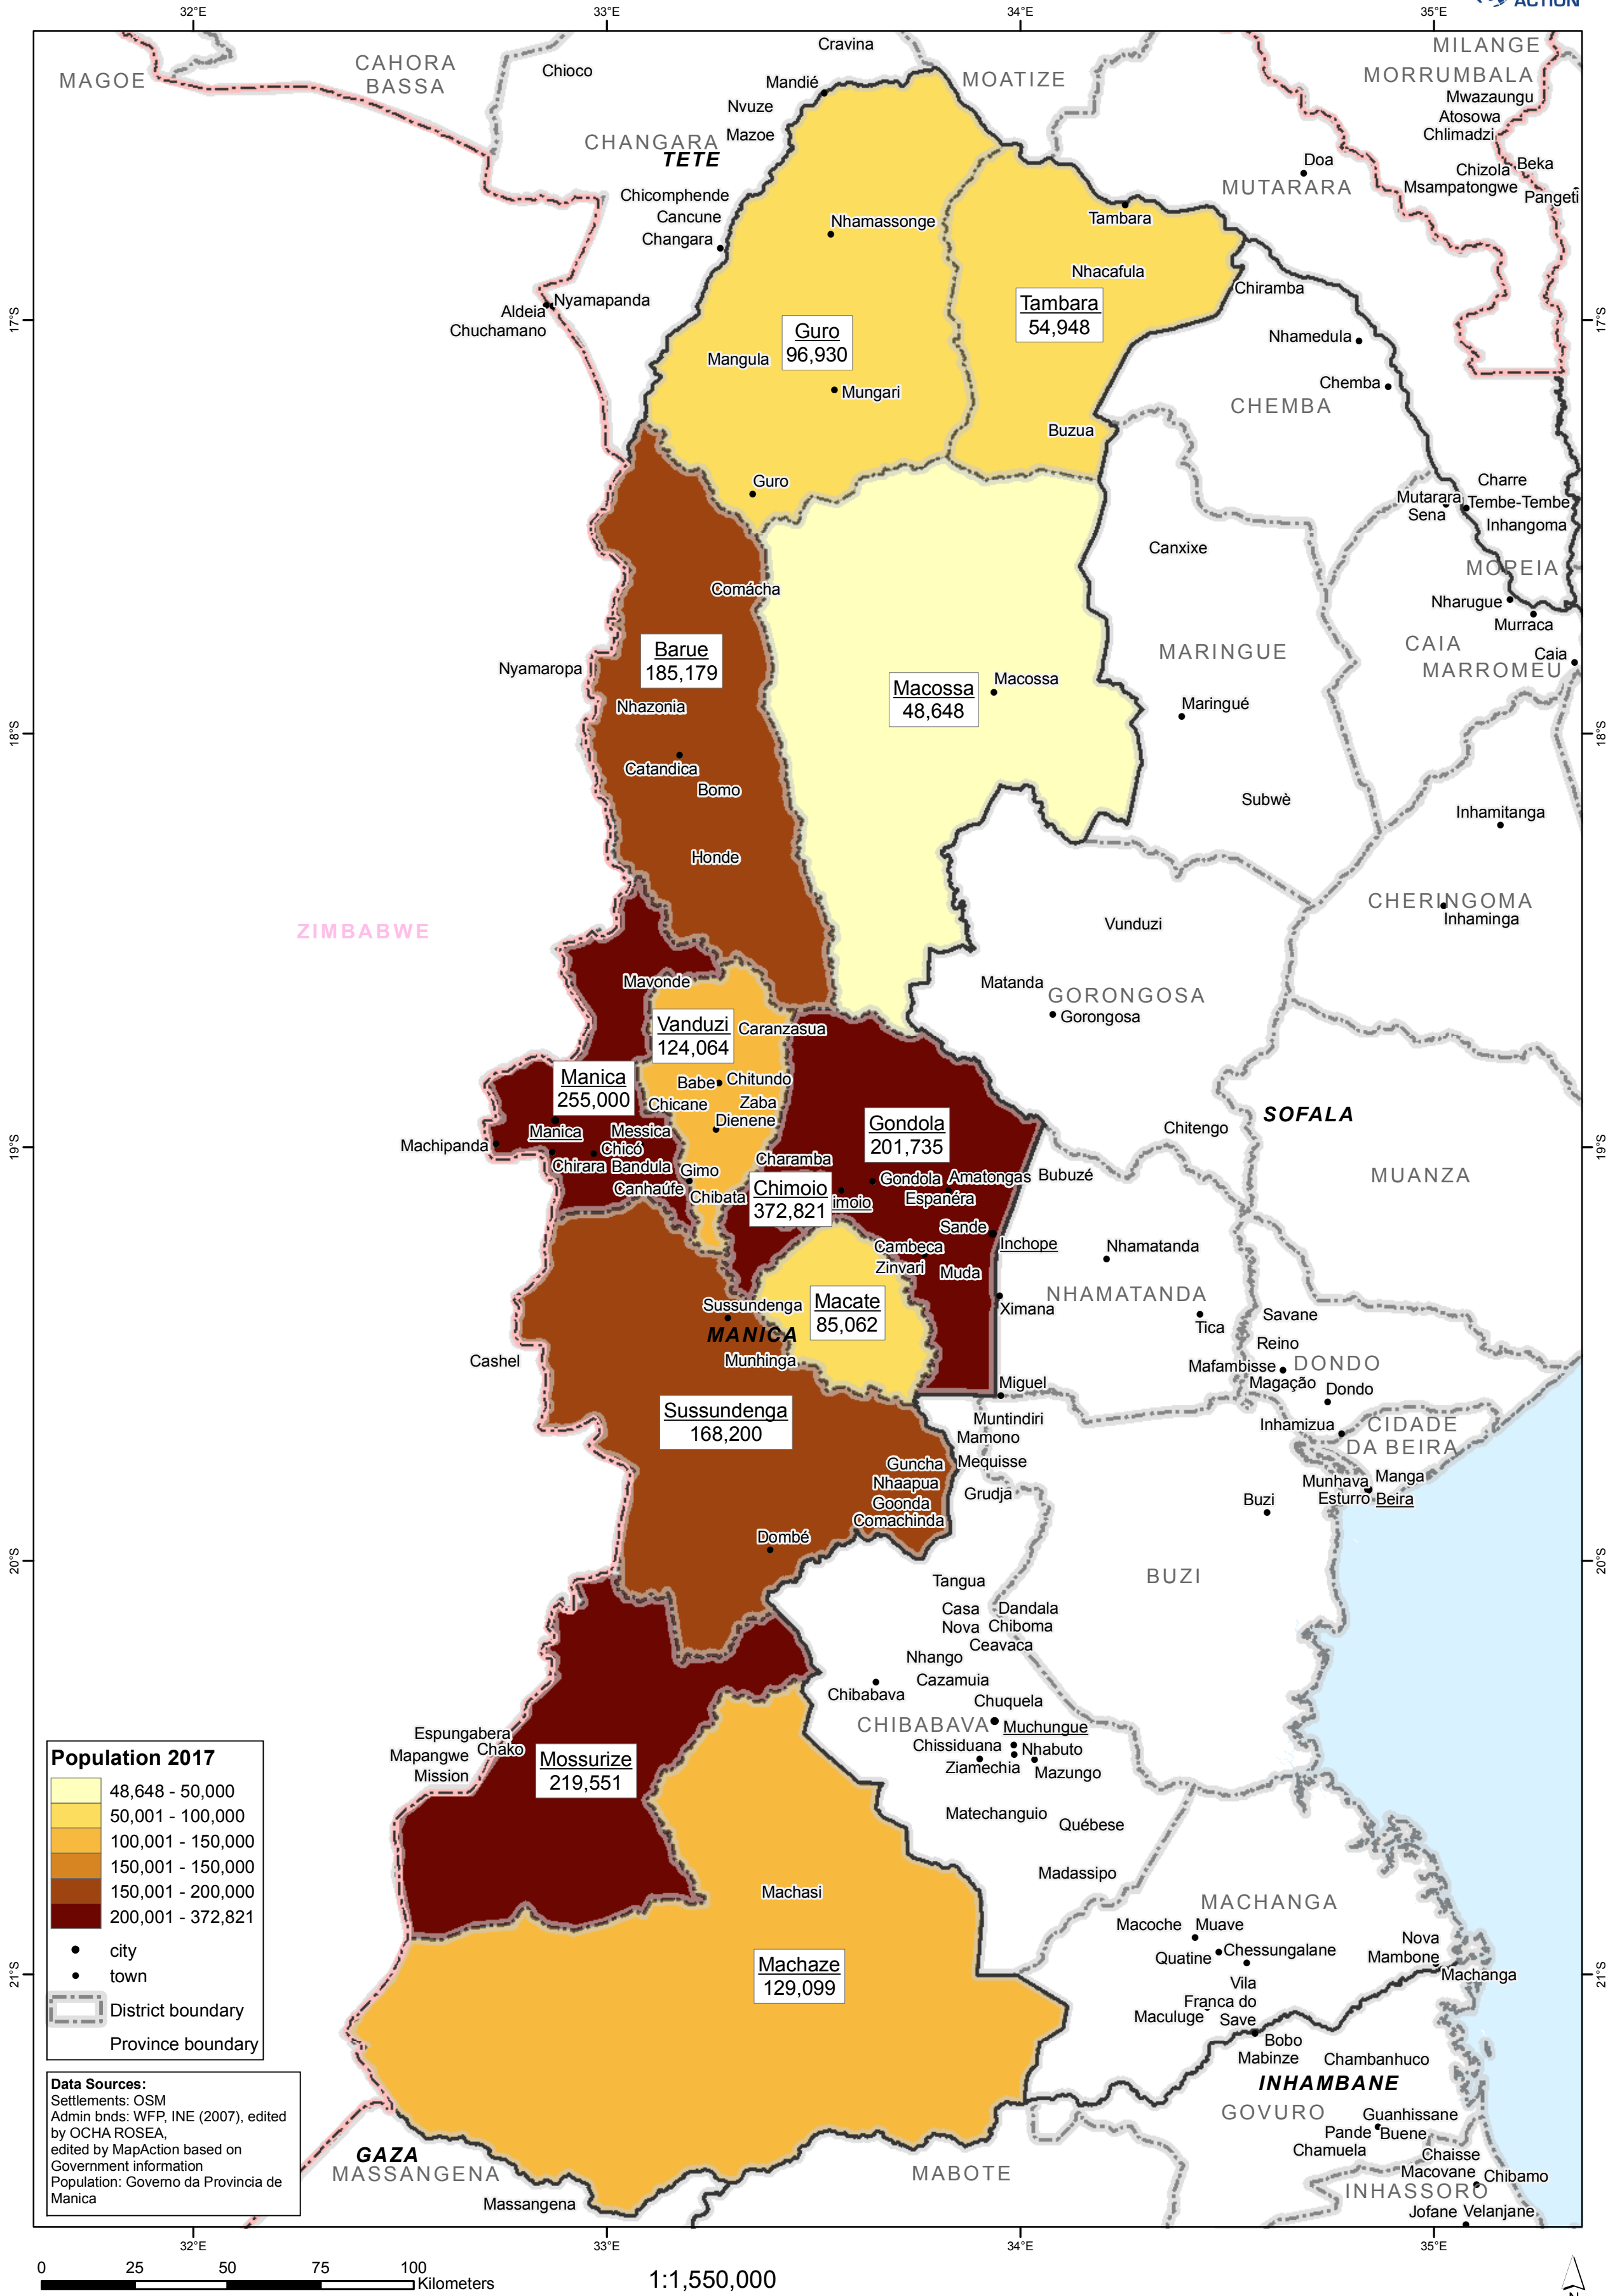 ACTION
32°E
33°E
34°E
35°E
MAGOE
CAHORA
BASSA
Chioco
Cravina
Mandié
Nvuze
Mazoe
CHANGARA
TETE
MOATIZE
MILANGE
MORRUMBALA
Mwazaungu
Atosowa
Chlimadzi
Chizola
Beka
Msampatongwe
Pangeti
Doa
MUTARARA
Chicomphende
Cancune
Changara
Nhamassonge
Tambara
Nhacafula
Chiramba
Aldeia
Nyamapanda
Chuchamano
17°S
17°S
Guro
96,930
Tambara
54,948
Mangula
Mungari
Nhamedula
Chemba
CHEMBA
Buzua
Guro
Charre
Mutarara
Tembe-Tembe
Sena
Inhangoma
Canxixe
MOPEIA
Comácha
Nharugue
Murraca
Barue
185,179
Nyamaropa
Nhazonia
MARINGUE
CAIA
Caia
MARROMEU
Macossa
48,648
Macossa
Maringué
18°S
18°S
Catandica
Bomo
Subwè
Inhamitanga
Honde
CHERINGOMA
Inhaminga
ZIMBABWE
Vunduzi
Mavonde
Matanda
GORONGOSA
Gorongosa
Vanduzi
124,064
Caranzasua
Manica
255,000
Babe
Chitundo
Chicane
Zaba
Dienene
Gondola
201,735
SOFALA
Chitengo
Manica
Messica
Machipanda
Chicó
19°S
19°S
Chirara
Bandula
Gimo
Charamba
Canhaúfe
Chibata
Chimoio
372,821
imoio
Gondola
Amatongas
Espanéra
Bubuzé
MUANZA
Sande
Inchope
Cambeca
Zinvari
Muda
Nhamatanda
NHAMATANDA
Ximana
Tica
Savane
Reino
Sussundenga
MANICA
Macate
85,062
Cashel
Munhinga
Mafambisse
DONDO
Magação
Dondo
Miguel
Sussundenga
168,200
Muntindiri
Mamono
Inhamizua
CIDADE
DA BEIRA
Guncha
Mequisse
Nhaapua
Grudja
Goonda
Comachinda
Munhava
Manga
Esturro
Beira
Buzi
Dombé
20°S
20°S
BUZI
Tangua
Casa
Nova
Dandala
Chiboma
Ceavaca
Nhango
Cazamuia
Chibabava
Chuquela
CHIBABAVA
Muchungue
Chissiduana
Nhabuto
Ziamechia
Mazungo
Espungabera
Chako
Mapangwe
Mission
Mossurize
219,551
Matechanguio
Québese
Madassipo
Machasi
MACHANGA
Macoche
Muave
Quatine
Chessungalane
Nova
Mambone
Machanga
Machaze
129,099
21°S
21°S
Vila
Franca do
Save
Maculuge
Bobo
Mabinze
Chambanhuco
INHAMBANE
GOVURO
Guanhissane
Pande
Buene
Chamuela
Chaisse
Macovane
Chibamo
INHASSORO
Jofane
Velanjane
GAZA
MASSANGENA
Massangena
MABOTE
Population 2017
48,648 - 50,000
50,001 - 100,000
100,001 - 150,000
150,001 - 150,000
150,001 - 200,000
200,001 - 372,821
city
town
District boundary
Province boundary
Data Sources:
Settlements: OSM
Admin bnds: WFP, INE (2007), edited
by OCHA ROSEA,
edited by MapAction based on
Government information
Population: Governo da Provincia de
Manica
32°E
33°E
34°E
35°E
0
25
50
75
100
Kilometers
1:1,550,000